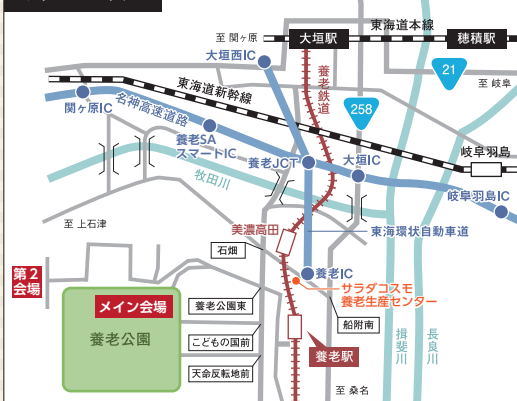 至 関ヶ原
大垣駅
東海道本線
穂積駅
大垣西IC
養老鉄道
21
至 岐阜
東海道新幹線
258
関ヶ原IC
名神高速道路
養老SA
スマートIC
岐阜羽島
養老JCT
大垣IC
牧田川
岐阜羽島IC
至 上石津
美濃高田
東海環状自動車道
石畑
養老IC
第2
会場
メイン会場
サラダコスモ
養老生産センター
養老公園東
船附南
養老公園
こどもの国前
揖斐川
長良川
養老駅
天命反転地前
至 桑名